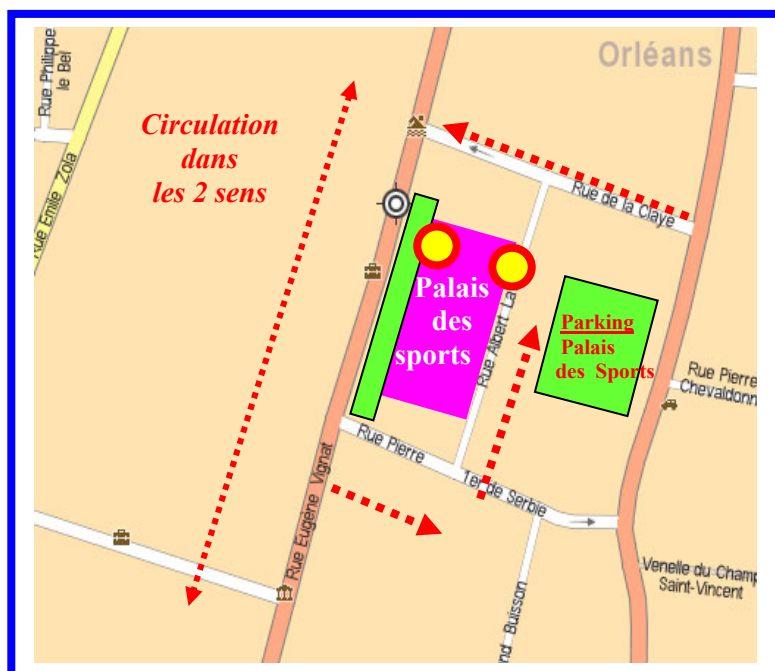 Orléans
Rue Philippe
le Bel
Circulation
dans
les 2 sens
Rue Emile Zola
Rue de la Claye
Palais
des
sports
Rue Albert La
Parking
Palais
des Sports
Rue Pierre
Chevaldonn
Rue Pierre 1er de Serbie
Rue Eugène Vignat
Venelle du Champ
Saint-Vincent
nd Buisson